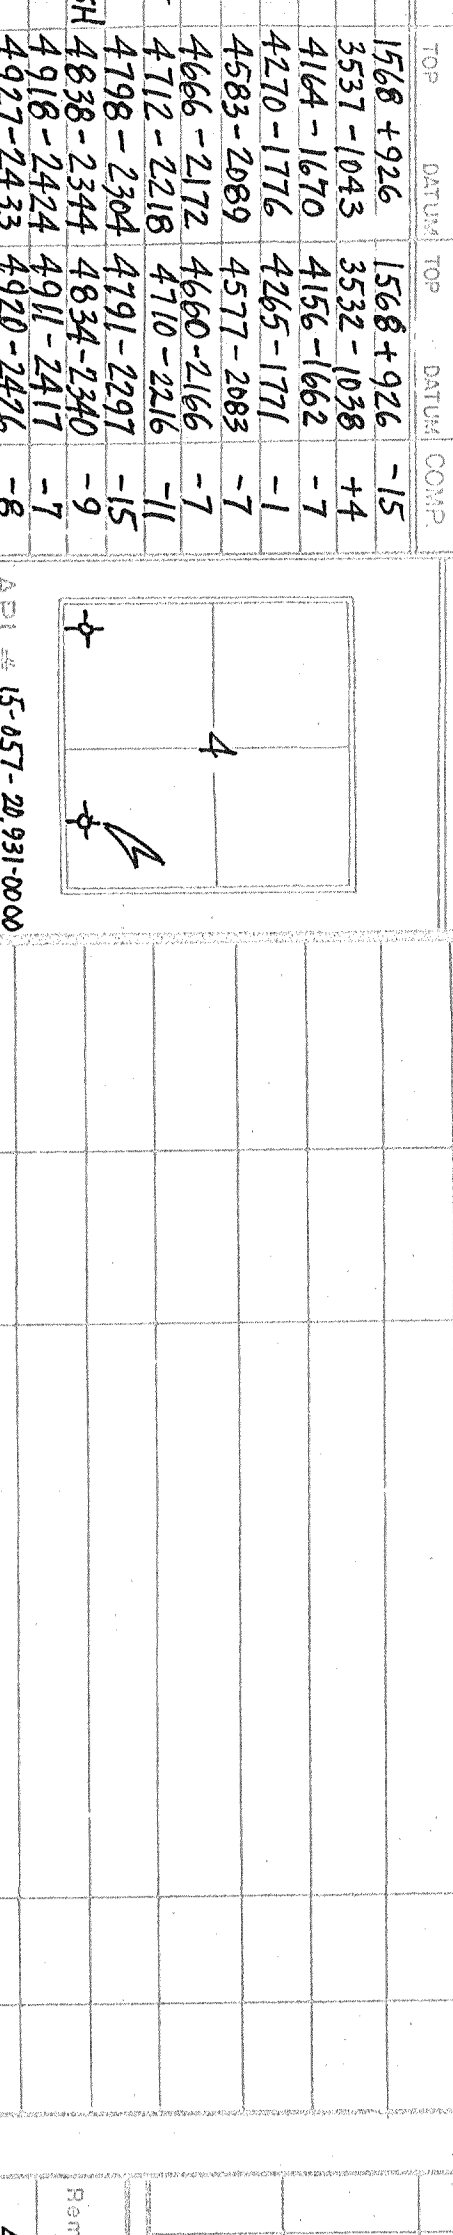 TOP DATUM TOP DATUM COMP.
1568 +926 1568 +926 -15
3537 -1043 3532 -1038 +4
4164 -1670 4156 -1662 -7
4270 -1776 4265 -1771 -1
4583 -2089 4577 -2083 -7
4666 -2172 4660 -2166 -7
4712 -2218 4710 -2216 -11
4798 -2304 4791 -2297 -15
SH 4838 -2344 4834 -2340 -9
4918 -2424 4911 -2417 -7
4927 -2433 4920 -2426 -8
4
API # 15-057-20,931-0000
Rem